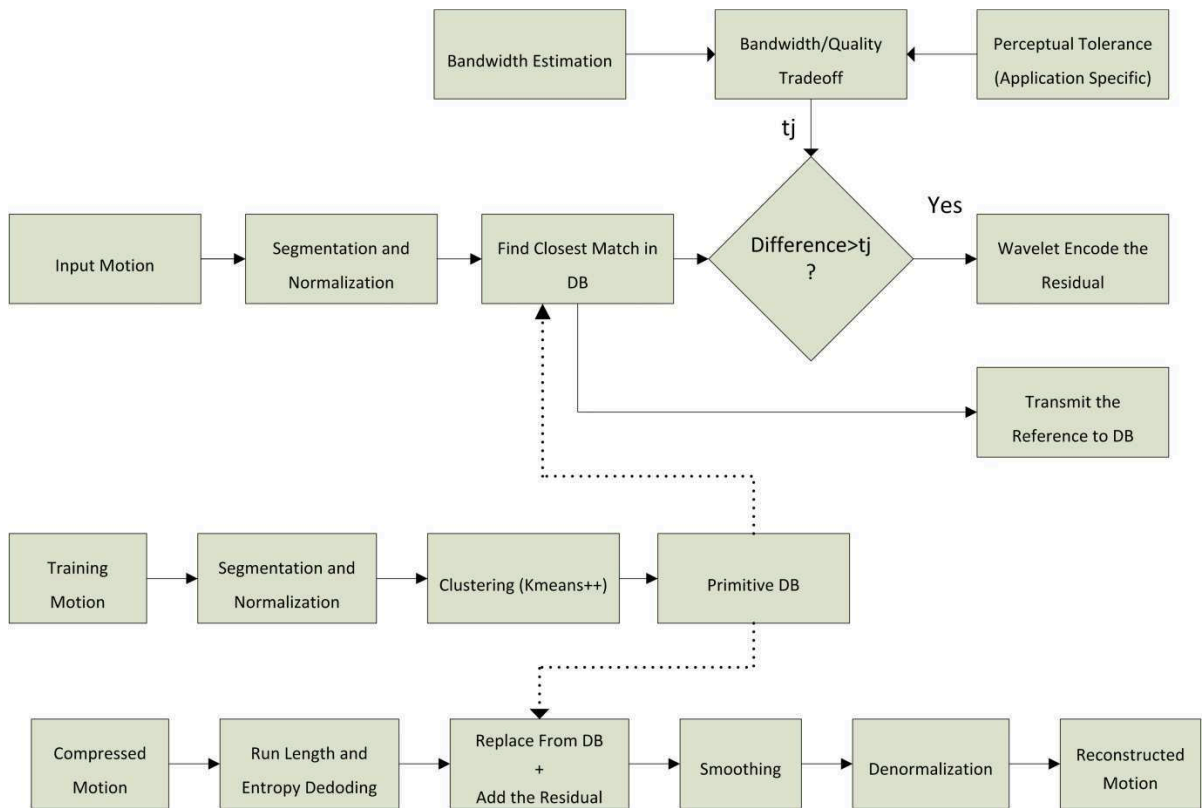 Bandwidth Estimation
Bandwidth/Quality
Tradeoff
Perceptual Tolerance
(Application Specific)
tj
Input Motion
Segmentation and
Normalization
Find Closest Match in
DB
Difference>tj
?
Yes
Wavelet Encode the
Residual
Transmit the
Reference to DB
Training
Motion
Segmentation and
Normalization
Clustering (Kmeans++)
Primitive DB
Compressed
Motion
Run Length and
Entropy Dedoding
Replace From DB
+
Add the Residual
Smoothing
Denormalization
Reconstructed
Motion